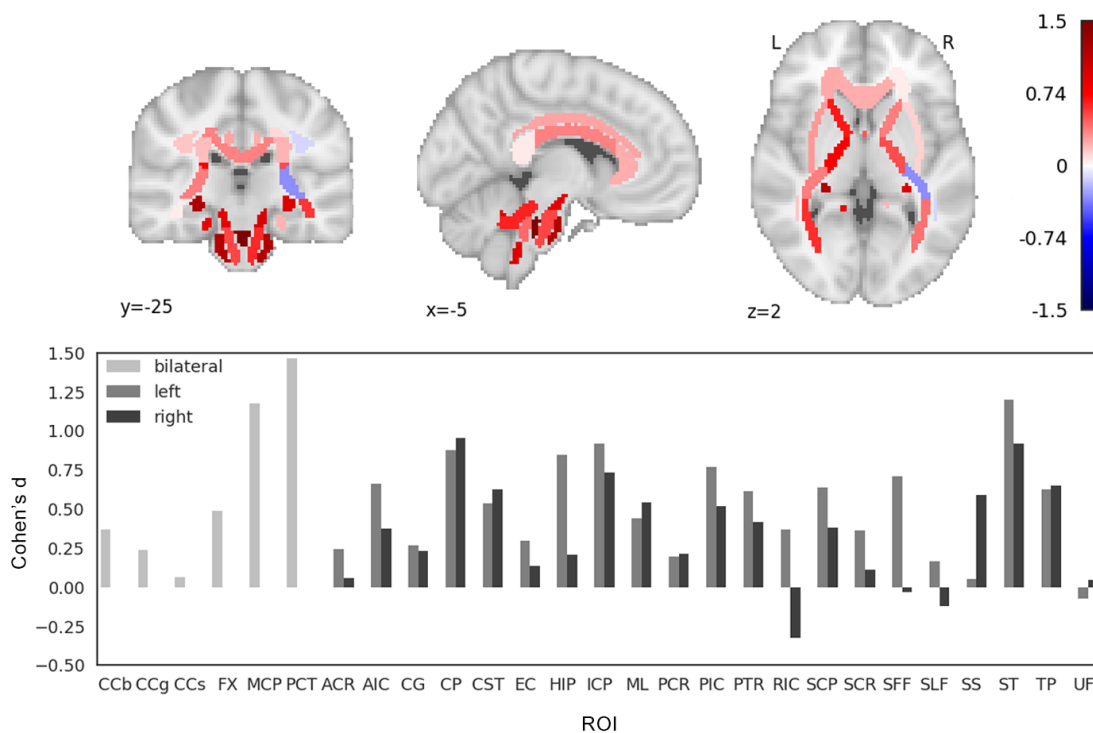 L R
y=-25 x=-5 z=2
1.5
0.74
0
-0.74
-1.5
1.50
1.25
1.00
0.75
0.50
0.25
0.00
−0.25
−0.50
Cohen's d
bilateral
left
right
CCb CCg CCs FX MCP PCT ACR AIC CG CP CST EC HIP ICP ML PCR PIC PTR RIC SCP SCR SFF SLF SS ST TP UF
ROI